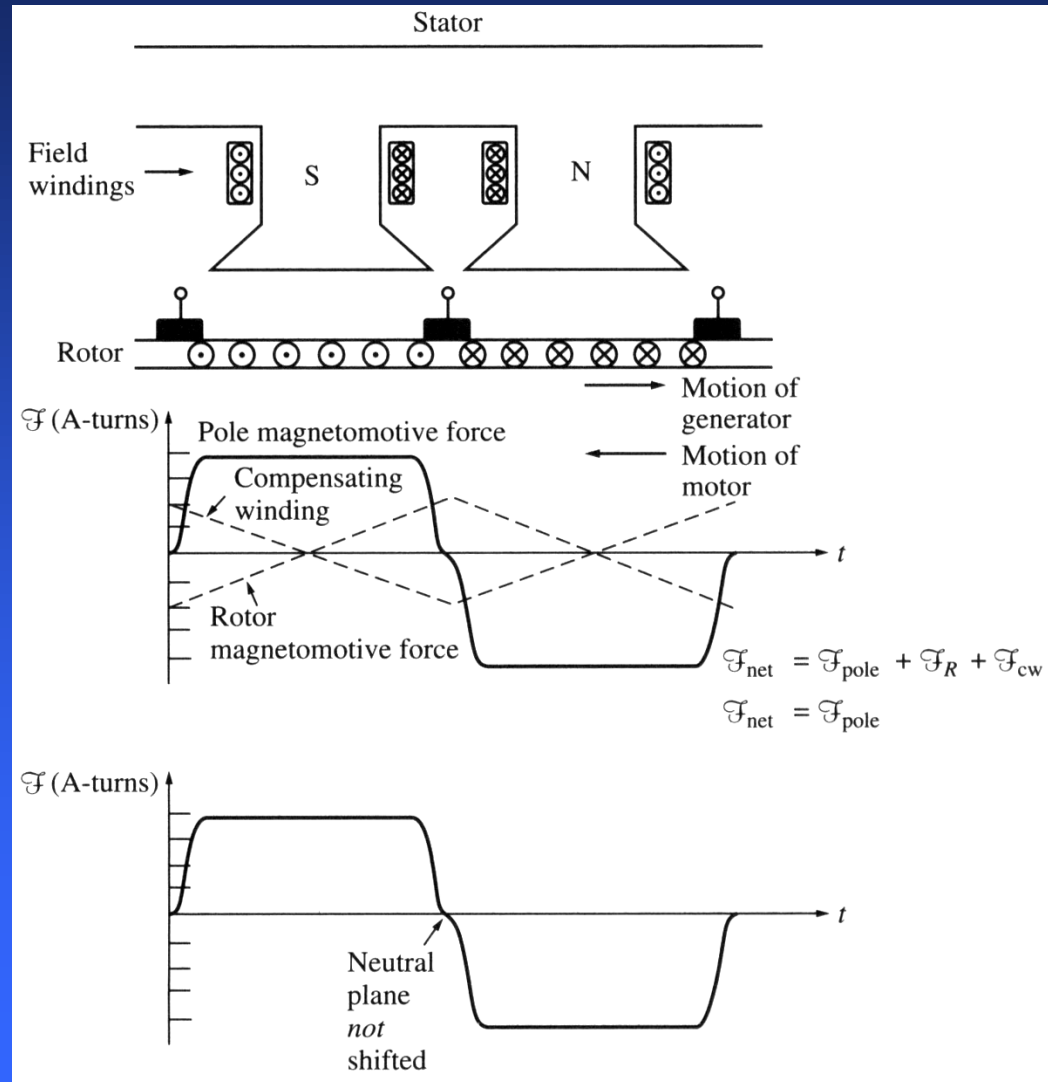 Stator
Field
windings
S
N
Rotor
Motion of
generator
ℱ (A-turns)
Pole magnetomotive force
Motion of
motor
Compensating
winding
t
Rotor
magnetomotive force
ℱnet = ℱpole + ℱR + ℱcw
ℱnet = ℱpole
ℱ (A-turns)
t
Neutral
plane
not
shifted